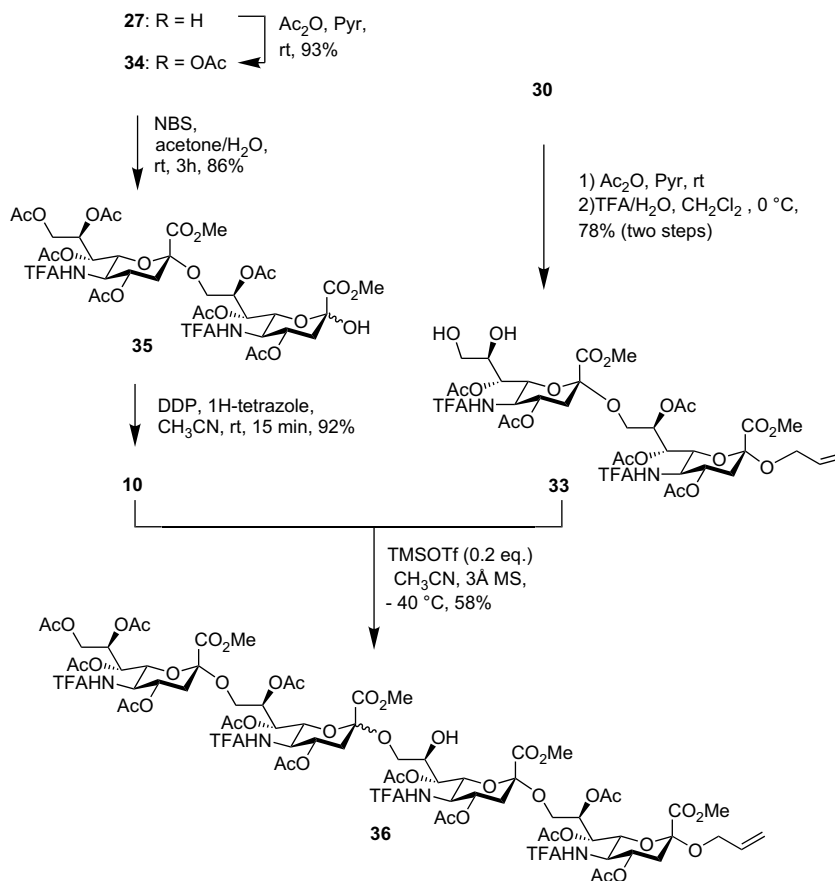 27: R = H
Ac2O, Pyr,
rt, 93%
34: R = OAc
30
NBS,
acetone/H2O,
rt, 3h, 86%
1) Ac2O, Pyr, rt
2)TFA/H2O, CH2Cl2 , 0 °C,
78% (two steps)
AcO
OAc
CO2Me
AcO
O
TFAHN
AcO
O
OAc
CO2Me
AcO
O
OH
TFAHN
AcO
35
HO
OH
CO2Me
AcO
O
TFAHN
AcO
O
OAc
CO2Me
AcO
O
O
TFAHN
AcO
33
DDP, 1H-tetrazole,
CH3CN, rt, 15 min, 92%
10
TMSOTf (0.2 eq.)
CH3CN, 3Å MS,
- 40 °C, 58%
AcO
OAc
CO2Me
AcO
O
TFAHN
AcO
O
OAc
CO2Me
AcO
O
TFAHN
AcO
O
OH
CO2Me
AcO
O
TFAHN
AcO
O
OAc
CO2Me
AcO
O
O
TFAHN
AcO
36